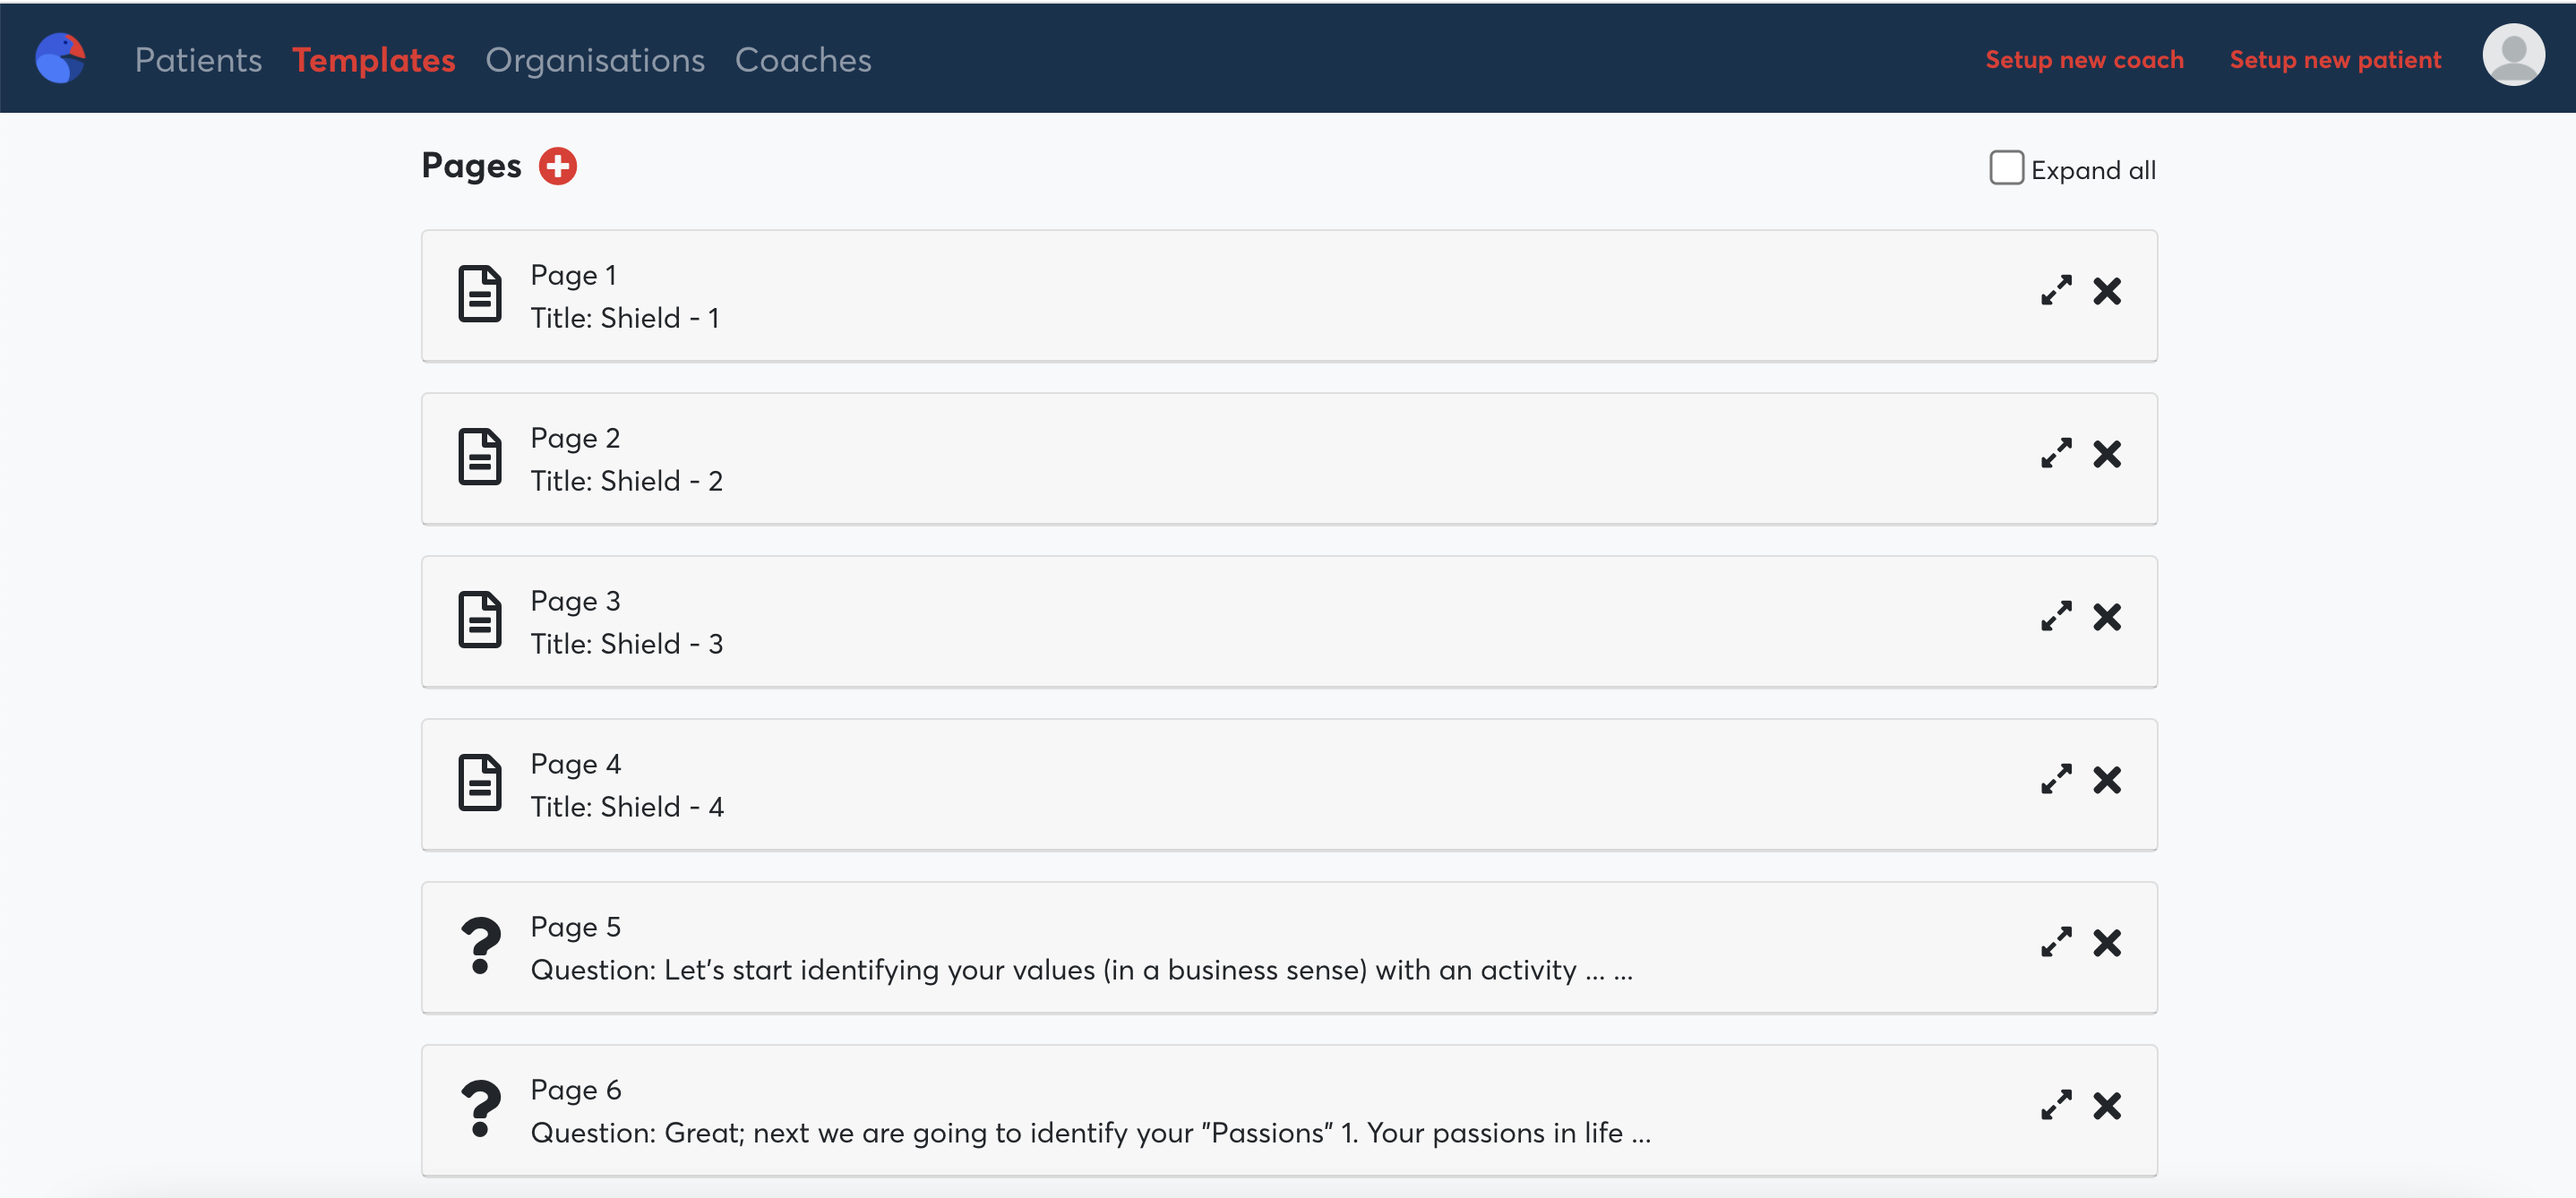 Patients Templates Organisations Coaches Setup new coach Setup new patient
Pages Expand all
Page 1
Title: Shield - 1
Page 2
Title: Shield - 2
Page 3
Title: Shield - 3
Page 4
Title: Shield - 4
Page 5
Question: Let's start identifying your values (in a business sense) with an activity ... ...
Page 6
Question: Great; next we are going to identify your "Passions" 1. Your passions in life ...